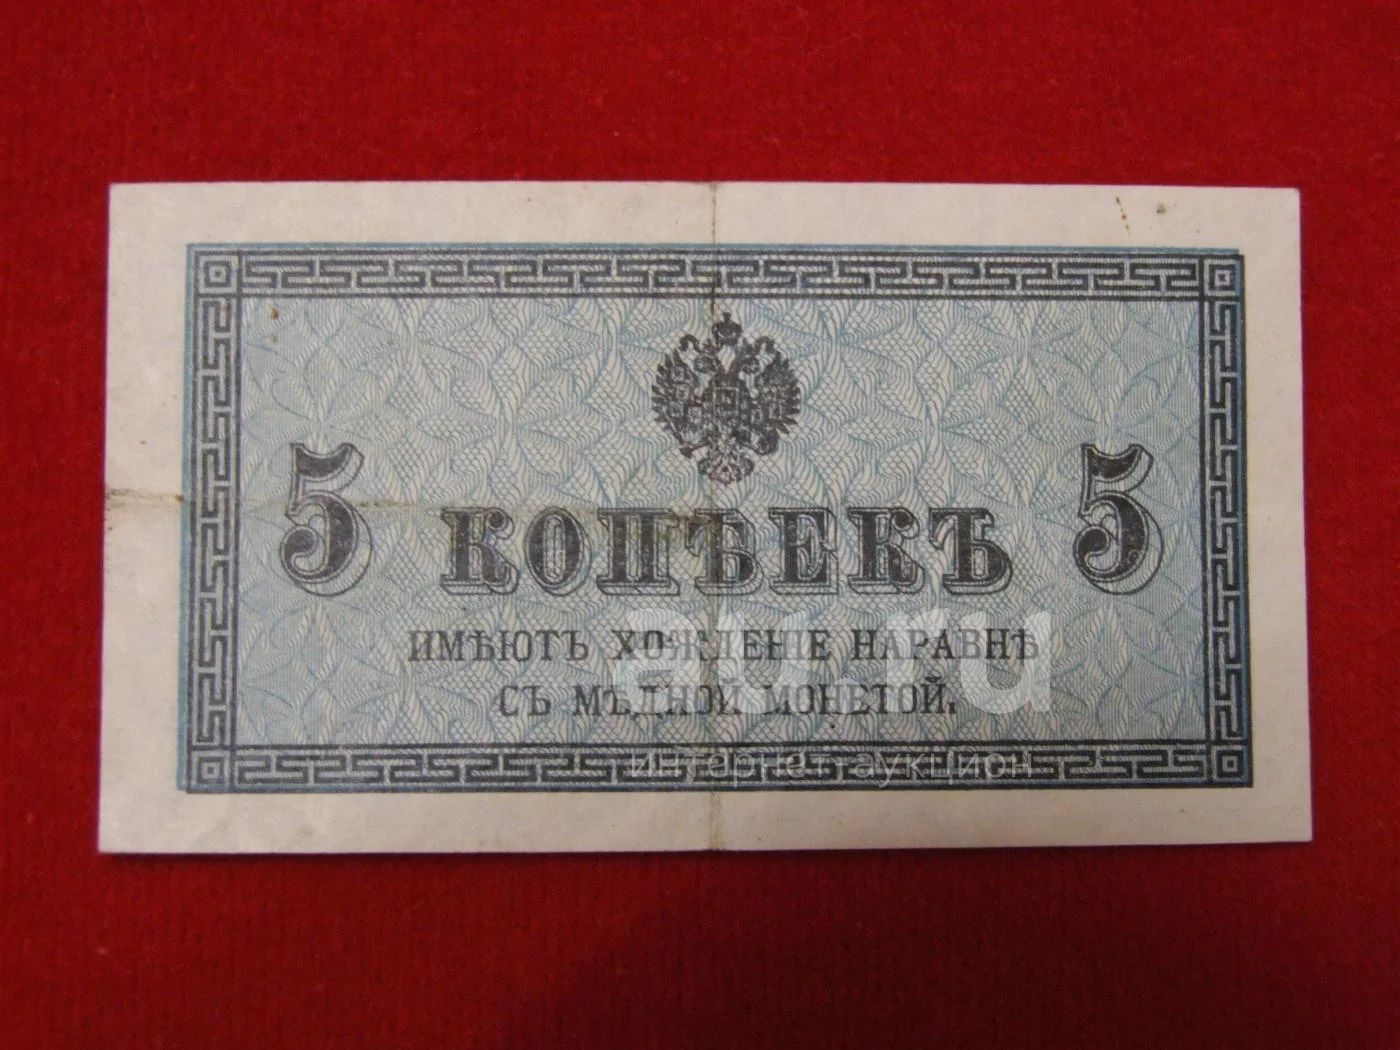 5 КОПѢЕКЪ 5
ИМѢЮТЪ ХОЖДЕНІЕ НАРАВНѢ
СЪ МѢДНОЙ МОНЕТОЙ.
au.ru
интернет-аукцион